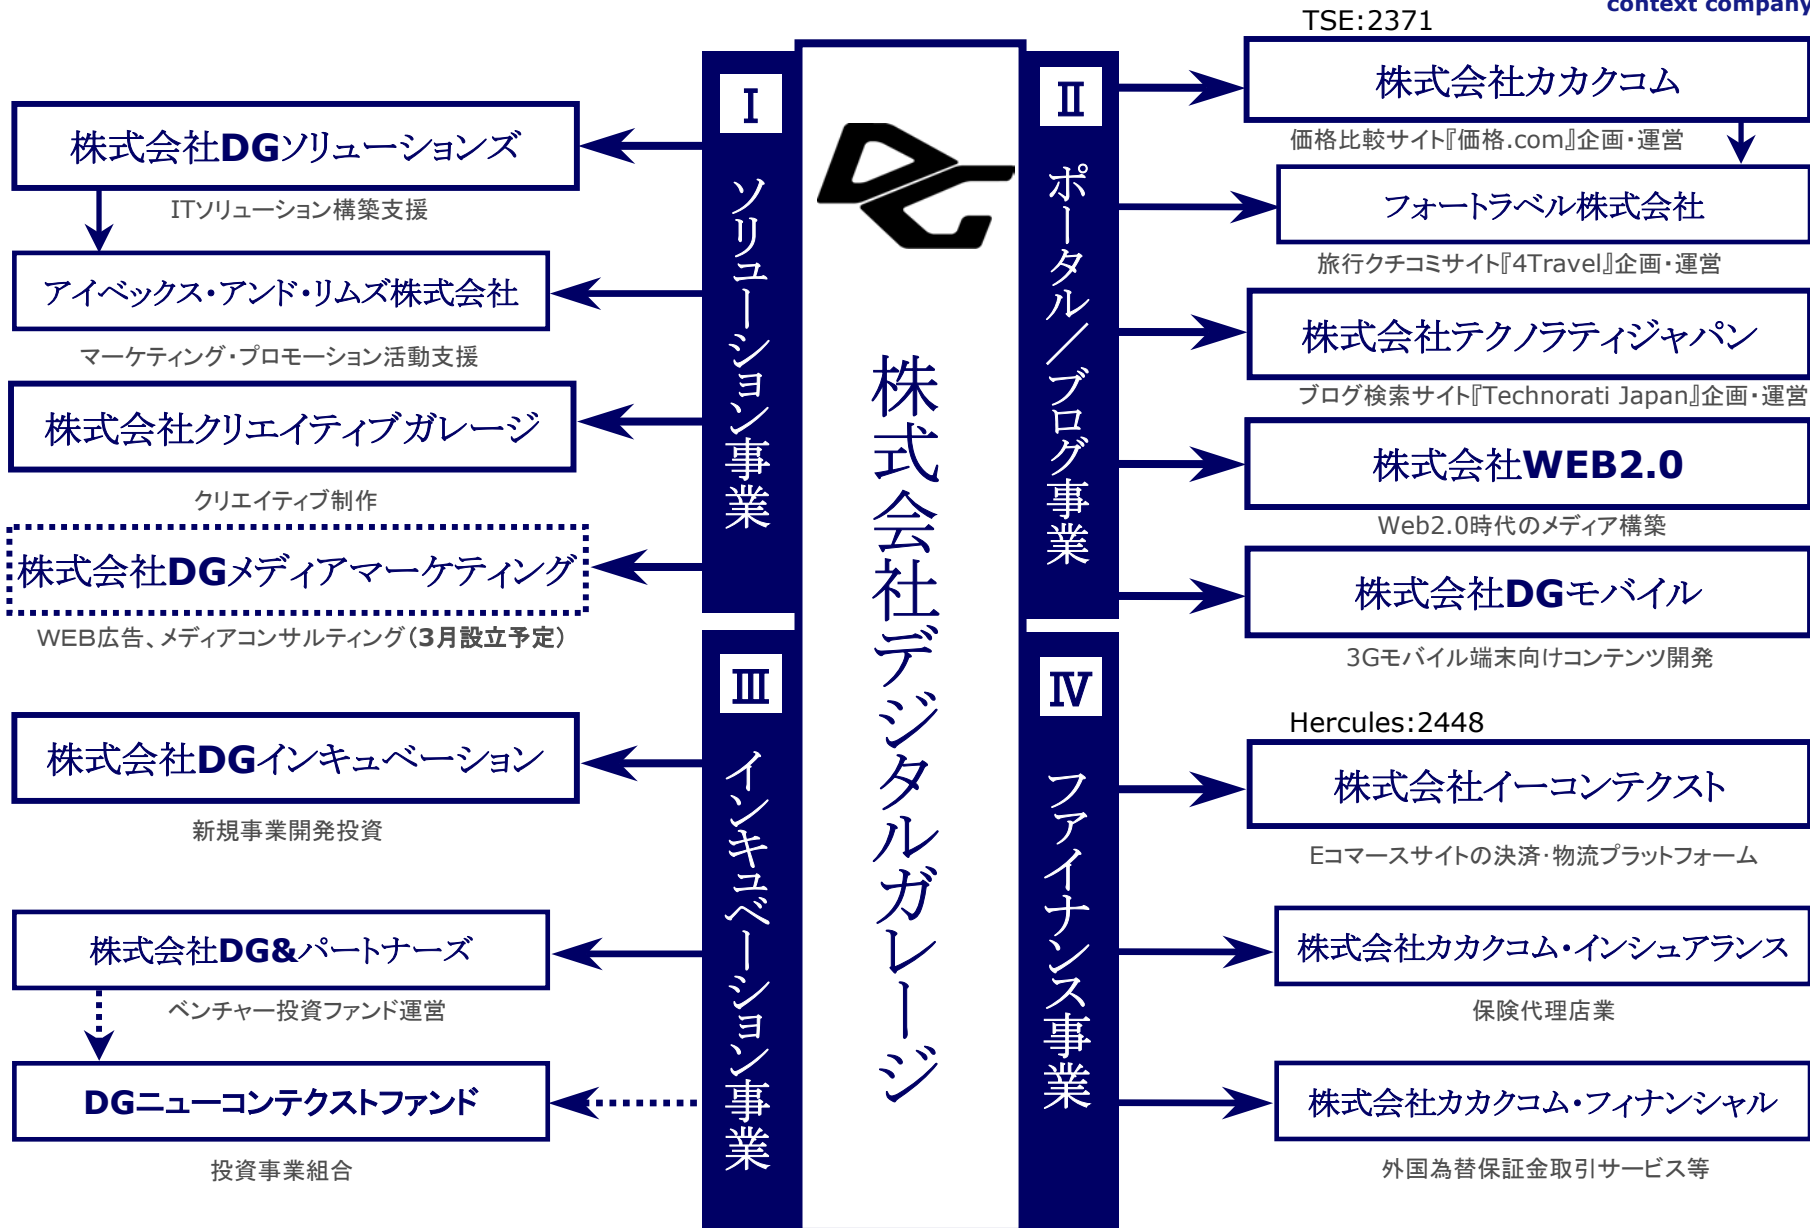 context company
TSE:2371
株式会社デジタルガレージ
Ⅰ
ソリューション事業
株式会社DGソリューションズ
ITソリューション構築支援
アイベックス・アンド・リムズ株式会社
マーケティング・プロモーション活動支援
株式会社クリエイティブガレージ
クリエイティブ制作
株式会社DGメディアマーケティング
WEB広告、メディアコンサルティング(3月設立予定)
Ⅱ
ポータル/ブログ事業
株式会社カカクコム
価格比較サイト『価格.com』企画・運営
フォートラベル株式会社
旅行クチコミサイト『4Travel』企画・運営
株式会社テクノラティジャパン
ブログ検索サイト『Technorati Japan』企画・運営
株式会社WEB2.0
Web2.0時代のメディア構築
株式会社DGモバイル
3Gモバイル端末向けコンテンツ開発
Ⅲ
インキュベーション事業
株式会社DGインキュベーション
新規事業開発投資
株式会社DG&パートナーズ
ベンチャー投資ファンド運営
DGニューコンテクストファンド
投資事業組合
Ⅳ
ファイナンス事業
Hercules:2448
株式会社イーコンテクスト
Eコマースサイトの決済・物流プラットフォーム
株式会社カカクコム・インシュアランス
保険代理店業
株式会社カカクコム・フィナンシャル
外国為替保証金取引サービス等